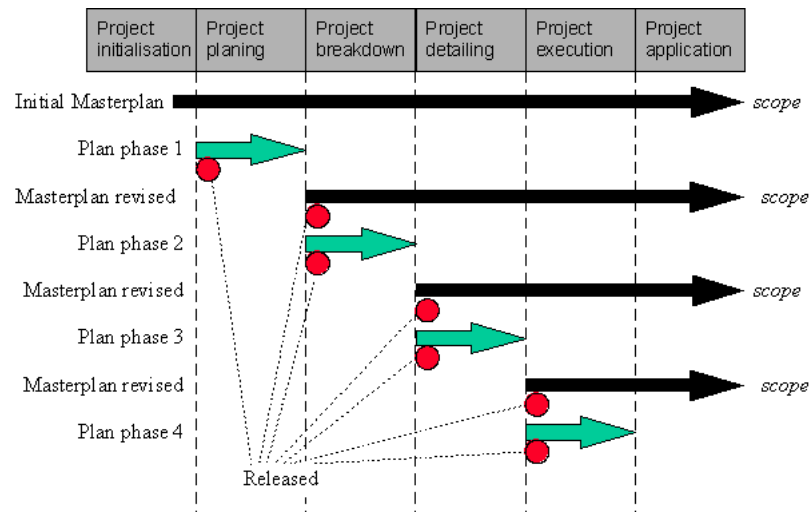 Project initialisation
Project planing
Project breakdown
Project detailing
Project execution
Project application
Initial Masterplan
scope
Plan phase 1
Masterplan revised
scope
Plan phase 2
Masterplan revised
scope
Plan phase 3
Masterplan revised
scope
Plan phase 4
Released